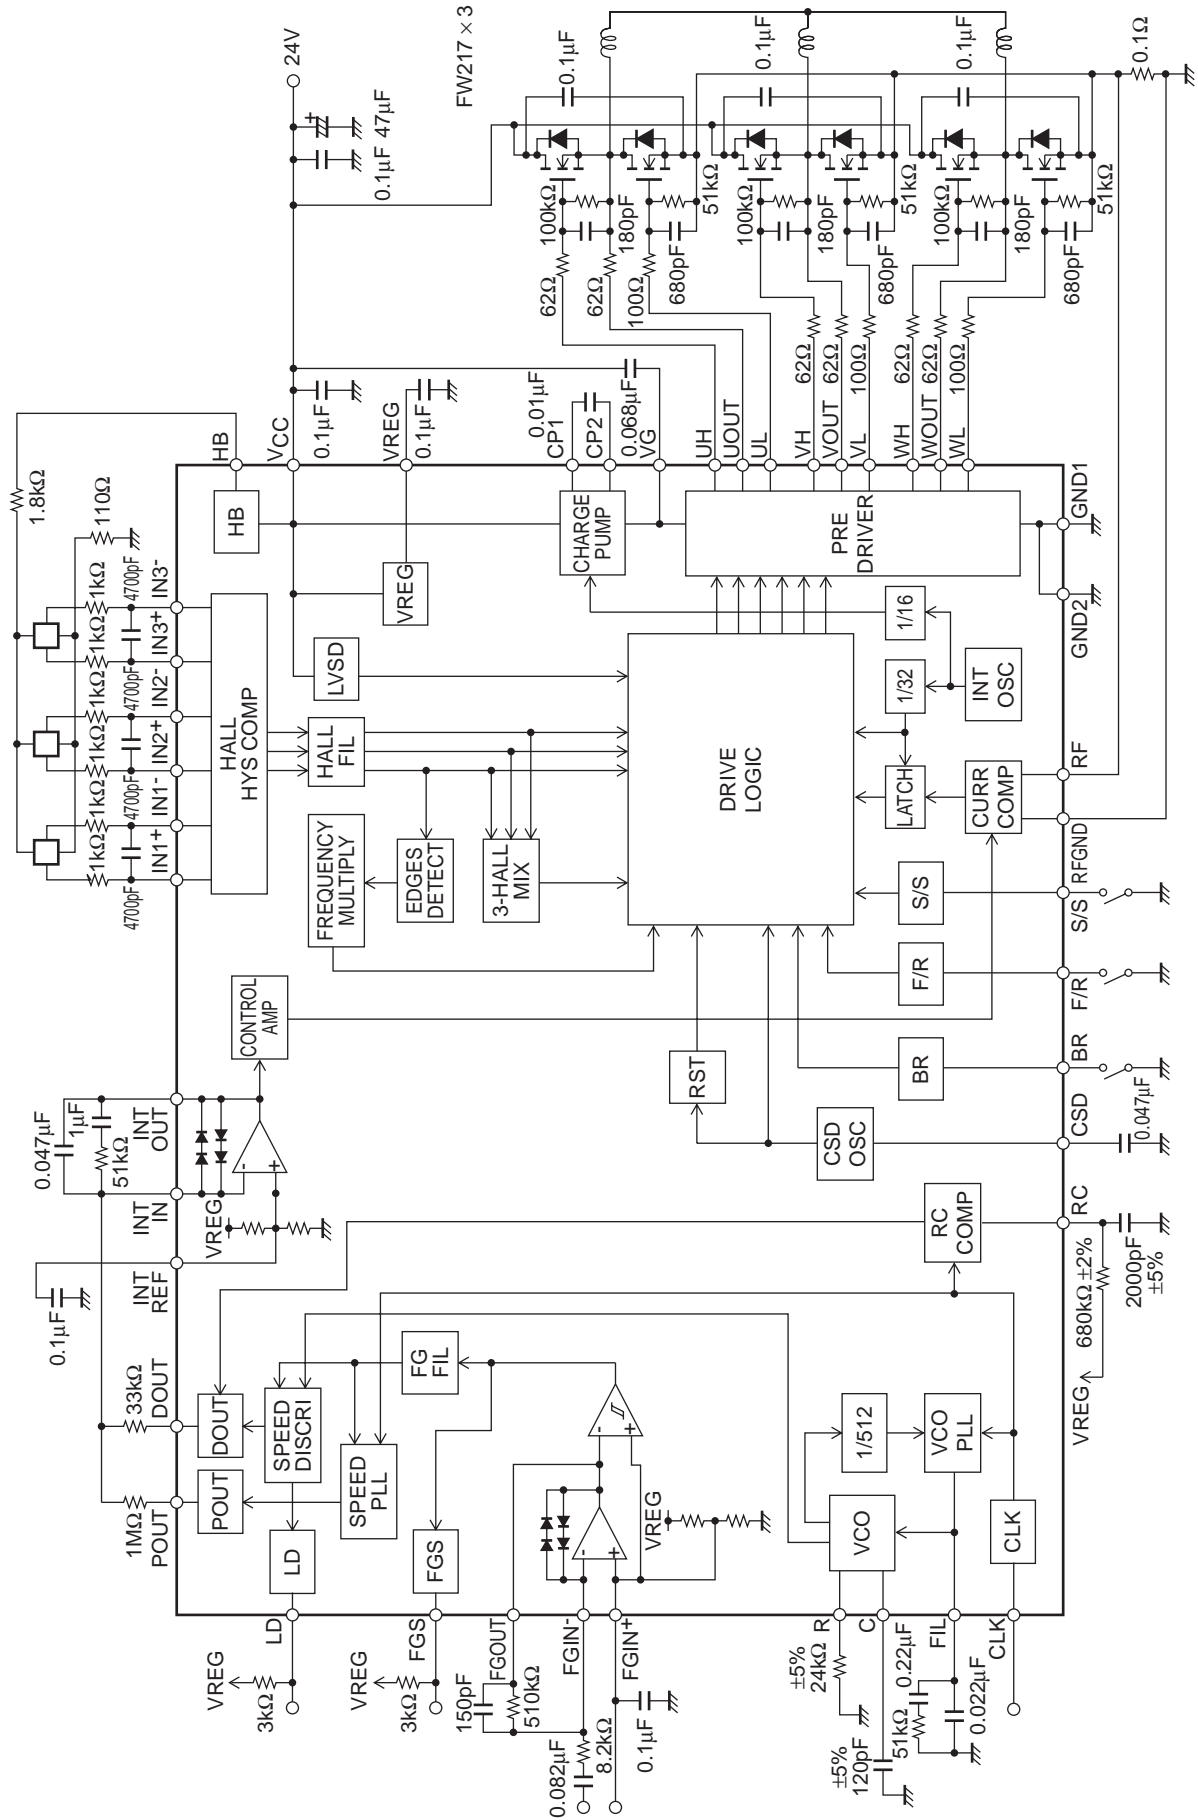 1.8kΩ
110Ω
1kΩ
1kΩ
1kΩ
1kΩ
1kΩ
1kΩ
4700pF
4700pF
4700pF
4700pF
IN1+
IN1-
IN2+
IN2-
IN3+
IN3-
HB
VCC
VREG
0.1µF
0.1µF
24V
0.1µF
47µF
0.01µF
CP1
CP2
0.068µF
VG
UH
UOUT
UL
VH
VOUT
VL
WH
WOUT
WL
GND1
GND2
62Ω
62Ω
100Ω
62Ω
62Ω
100Ω
62Ω
62Ω
100Ω
100kΩ
180pF
680pF
51kΩ
100kΩ
180pF
680pF
51kΩ
100kΩ
180pF
680pF
51kΩ
FW217 × 3
0.1µF
0.1µF
0.1µF
0.1Ω
HALL
HYS COMP
HB
VREG
LVSD
HALL
FIL
CHARGE
PUMP
PRE
DRIVER
1/16
1/32
INT
OSC
DRIVE
LOGIC
LATCH
CURR
COMP
RF
RFGND
FREQUENCY
MULTIPLY
EDGES
DETECT
3-HALL
MIX
S/S
S/S
F/R
F/R
BR
BR
RST
CSD
OSC
CSD
0.047µF
CONTROL
AMP
0.047µF
1µF
51kΩ
INT
OUT
INT
IN
-
+
VREG
INT
REF
0.1µF
RC
COMP
RC
680kΩ ±2%
2000pF
±5%
VREG
33kΩ
DOUT
1MΩ
POUT
DOUT
POUT
SPEED
DISCRI
SPEED
PLL
FG
FIL
LD
FGS
-
+
-
+
VREG
1/512
VCO
PLL
VCO
CLK
LD
VREG
3kΩ
FGS
VREG
3kΩ
FGOUT
FGIN-
FGIN+
150pF
510kΩ
0.082µF
8.2kΩ
0.1µF
R
C
FIL
CLK
±5%
24kΩ
±5%
120pF
0.22µF
51kΩ
0.022µF
+